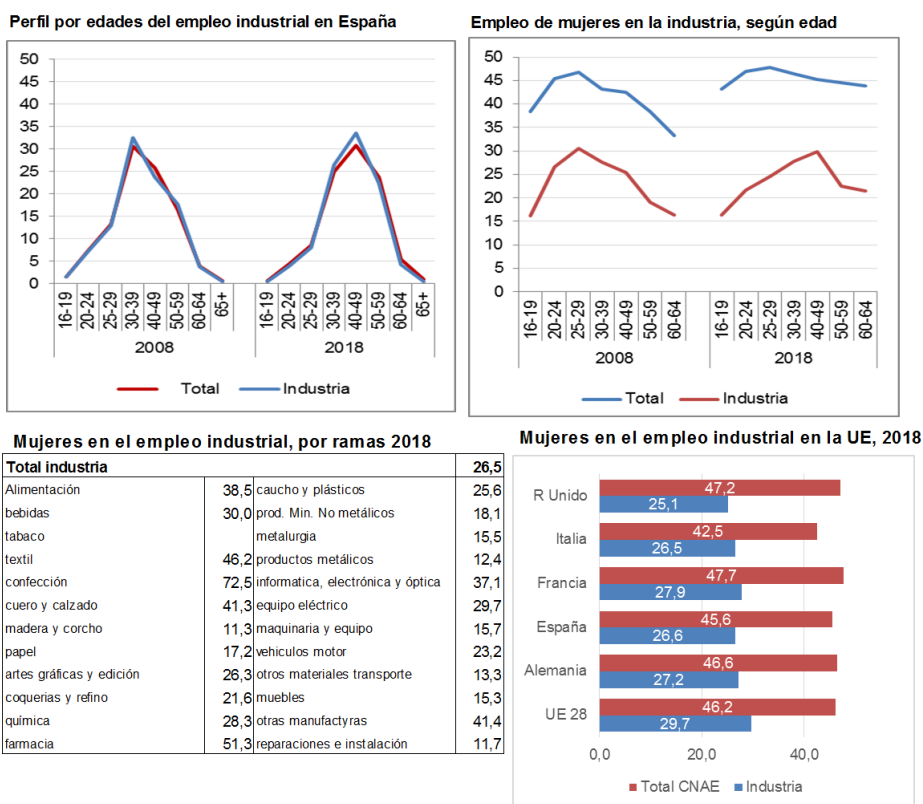 Perfil por edades del empleo industrial en España
50
45
40
35
30
25
20
15
10
5
0
16-19
20-24
25-29
30-39
40-49
50-59
60-64
65+
16-19
20-24
25-29
30-39
40-49
50-59
60-64
65+
2008
2018
Total
Industria
Empleo de mujeres en la industria, según edad
50
45
40
35
30
25
20
15
10
5
0
16-19
20-24
25-29
30-39
40-49
50-59
60-64
16-19
20-24
25-29
30-39
40-49
50-59
60-64
2008
2018
Total
Industria
Mujeres en el empleo industrial, por ramas 2018
Total industria 26,5
Alimentación 38,5 caucho y plásticos 25,6
bebidas 30,0 prod. Min. No metálicos 18,1
tabaco metalurgia 15,5
textil 46,2 productos metálicos 12,4
confección 72,5 informatica, electrónica y óptica 37,1
cuero y calzado 41,3 equipo eléctrico 29,7
madera y corcho 11,3 maquinaria y equipo 15,7
papel 17,2 vehiculos motor 23,2
artes gráficas y edición 26,3 otros materiales transporte 13,3
coquerias y refino 21,6 muebles 15,3
química 28,3 otras manufactyras 41,4
farmacia 51,3 reparaciones e instalación 11,7
Mujeres en el empleo industrial en la UE, 2018
R Unido 47,2
25,1
Italia 42,5
26,5
Francia 47,7
27,9
España 45,6
26,6
Alemania 46,6
27,2
UE 28 46,2
29,7
0,0 20,0 40,0
Total CNAE Industria